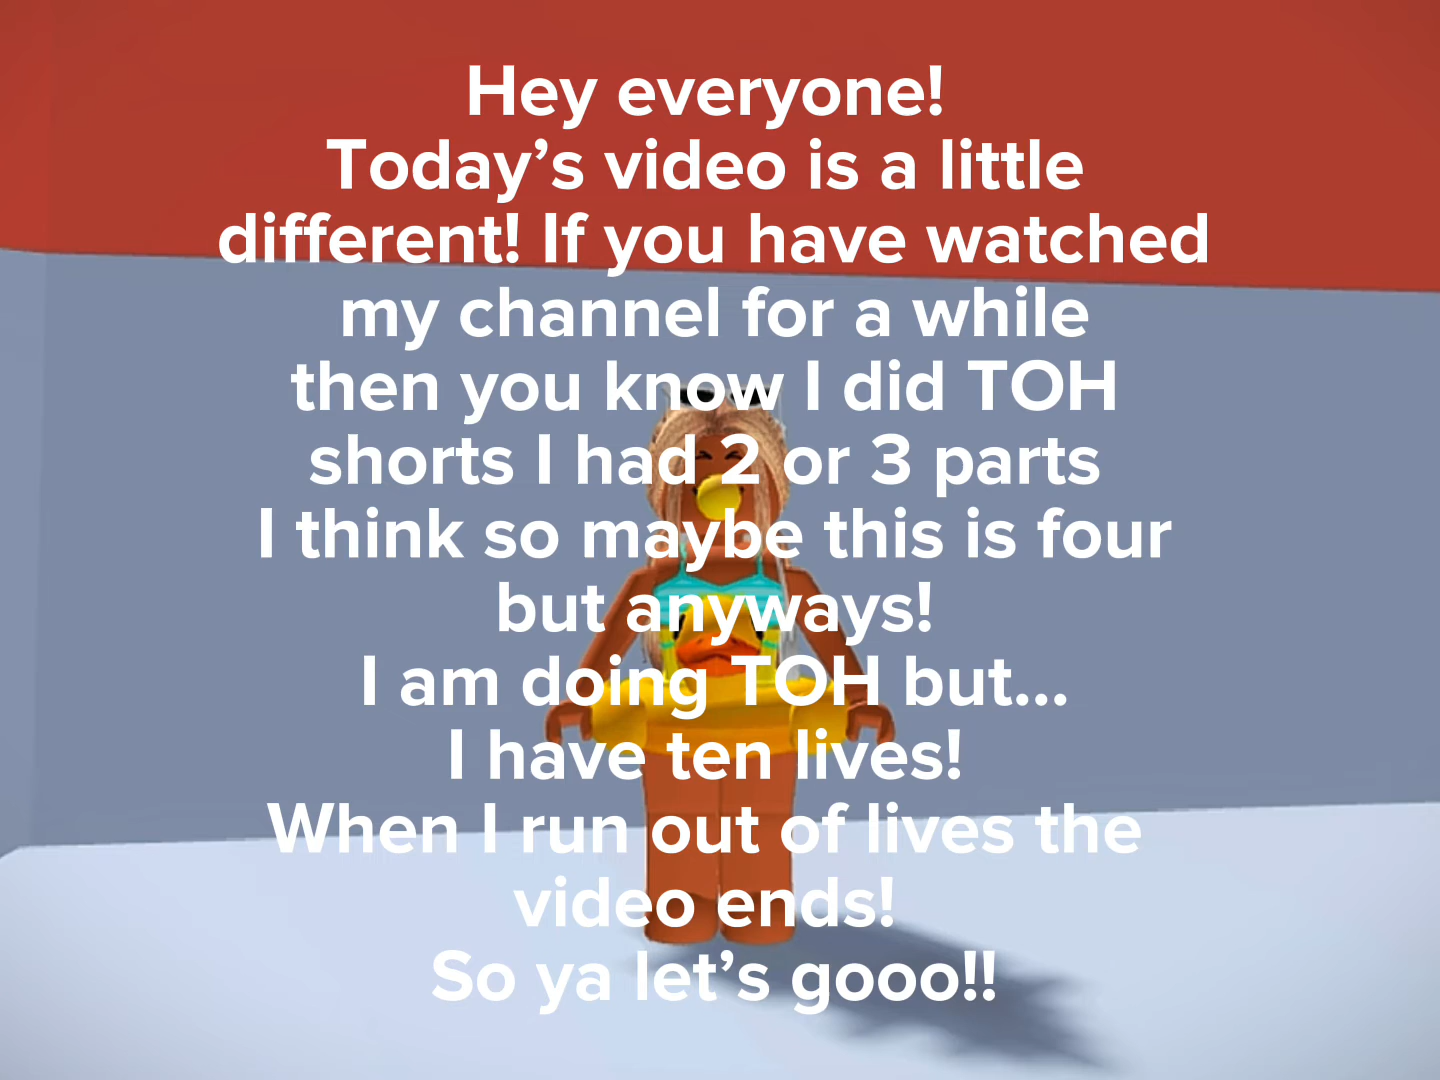 Hey everyone!
Today’s video is a little
different! If you have watched
my channel for a while
then you know I did TOH
shorts I had 2 or 3 parts
I think so maybe this is four
but anyways!
I am doing TOH but...
I have ten lives!
When I run out of lives the
video ends!
So ya let’s gooo!!